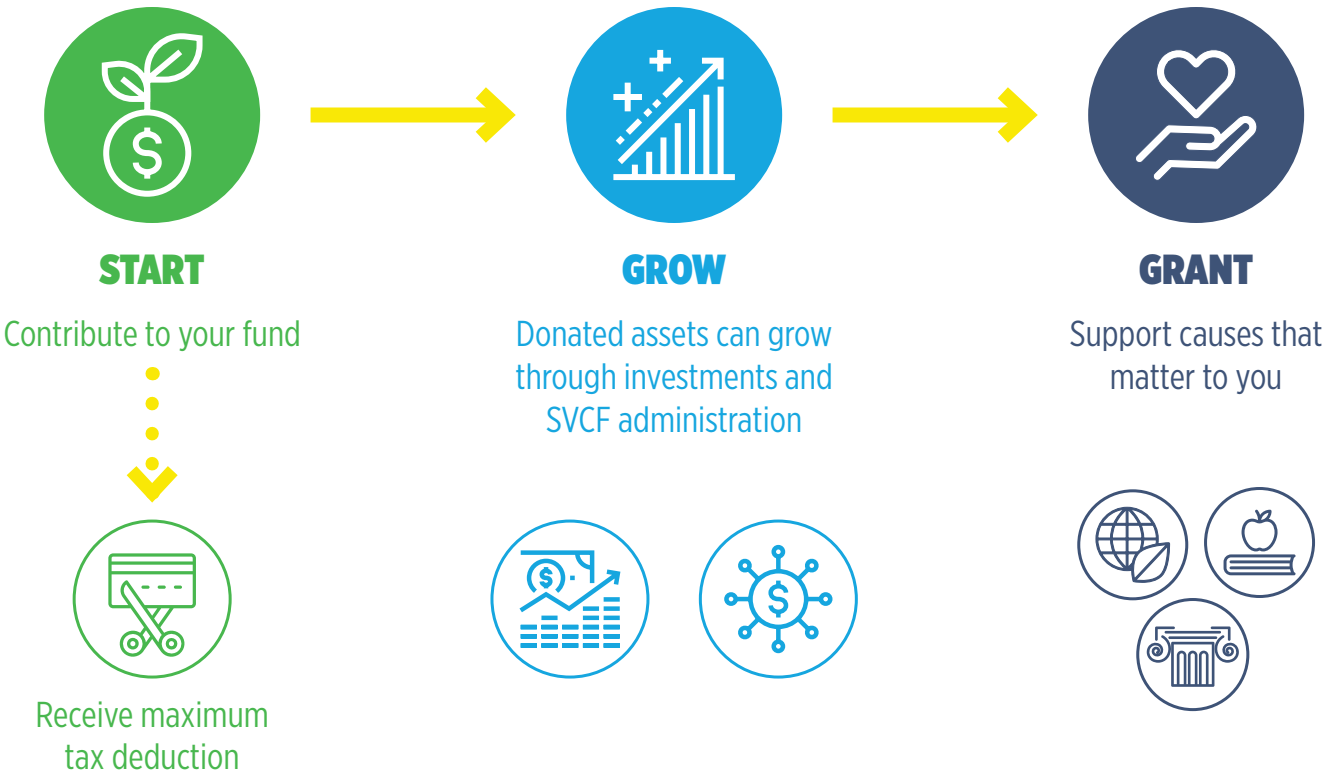 START
Contribute to your fund
Receive maximum
tax deduction
GROW
Donated assets can grow
through investments and
SVCF administration
GRANT
Support causes that
matter to you